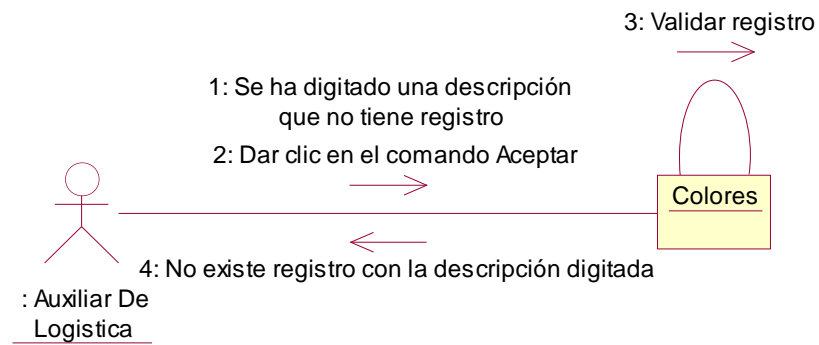 3: Validar registro
1: Se ha digitado una descripción
que no tiene registro
2: Dar clic en el comando Aceptar
Colores
4: No existe registro con la descripción digitada
: Auxiliar De
Logistica